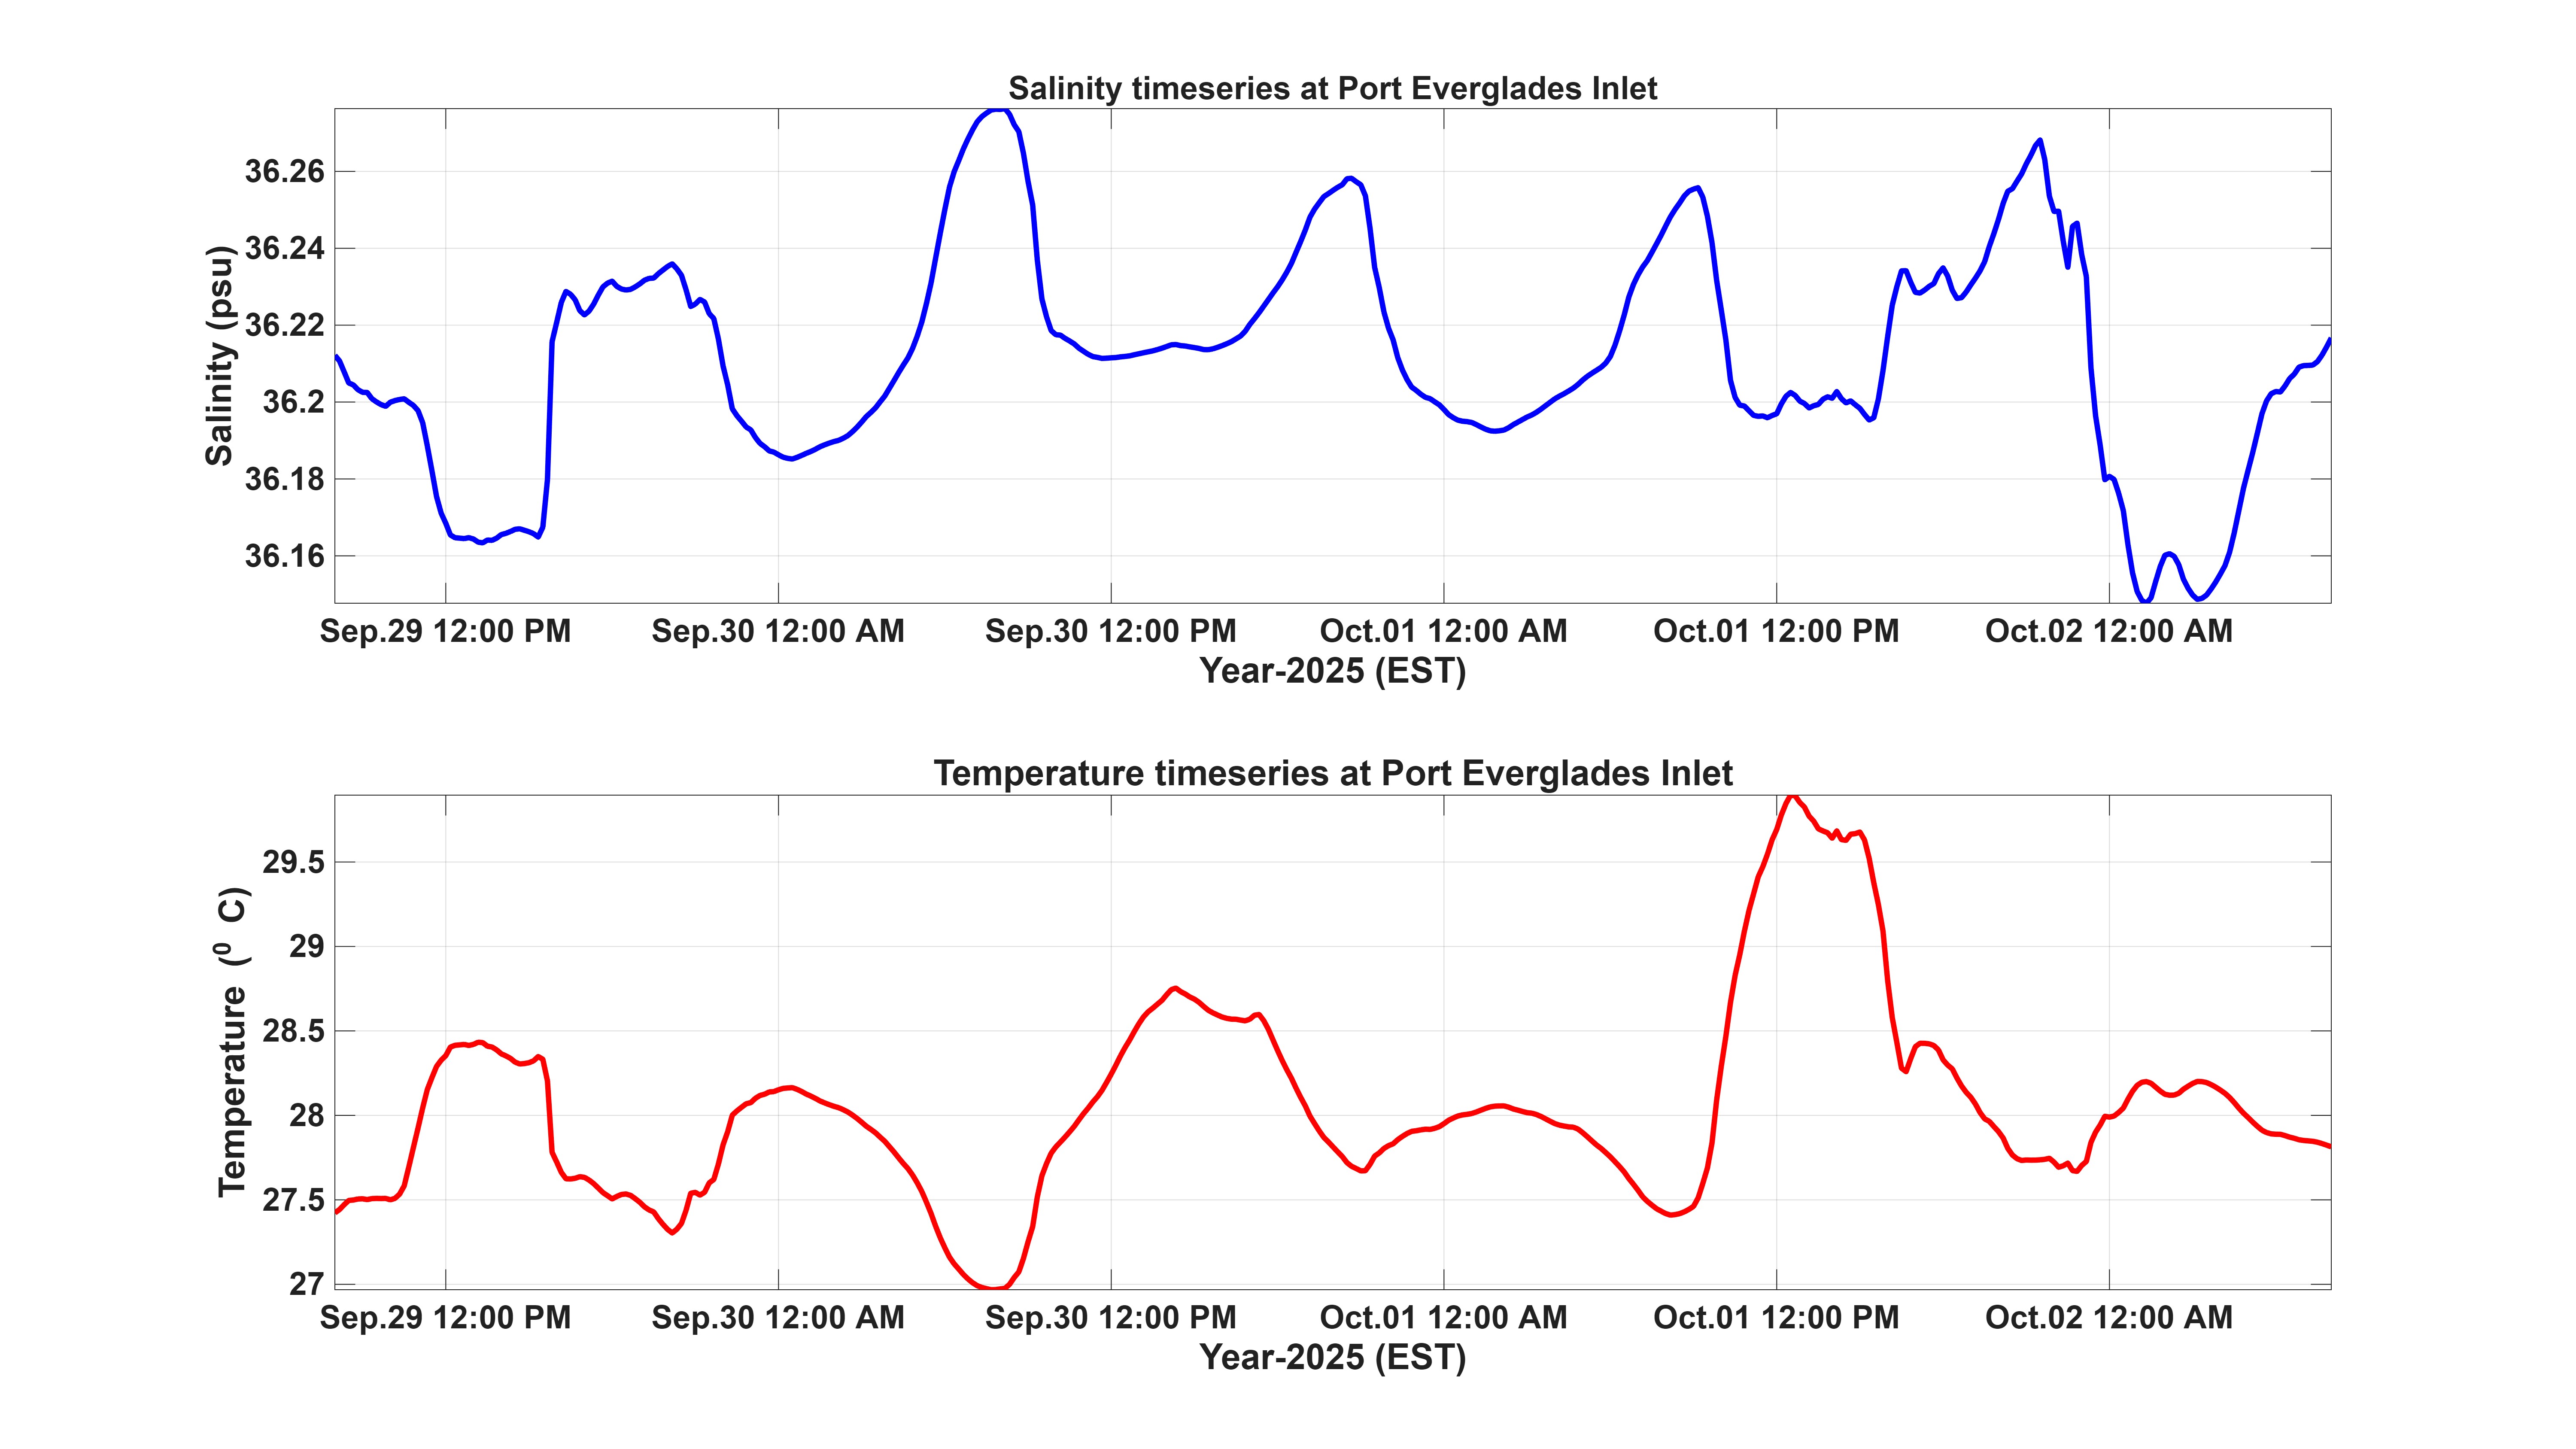 Salinity timeseries at Port Everglades Inlet
36.26
36.24
36.22
36.2
36.18
36.16
Salinity (psu)
Sep.29 12:00 PM Sep.30 12:00 AM Sep.30 12:00 PM Oct.01 12:00 AM Oct.01 12:00 PM Oct.02 12:00 AM
Year-2025 (EST)
Temperature timeseries at Port Everglades Inlet
29.5
29
28.5
28
27.5
27
Temperature (⁰ C)
Sep.29 12:00 PM Sep.30 12:00 AM Sep.30 12:00 PM Oct.01 12:00 AM Oct.01 12:00 PM Oct.02 12:00 AM
Year-2025 (EST)